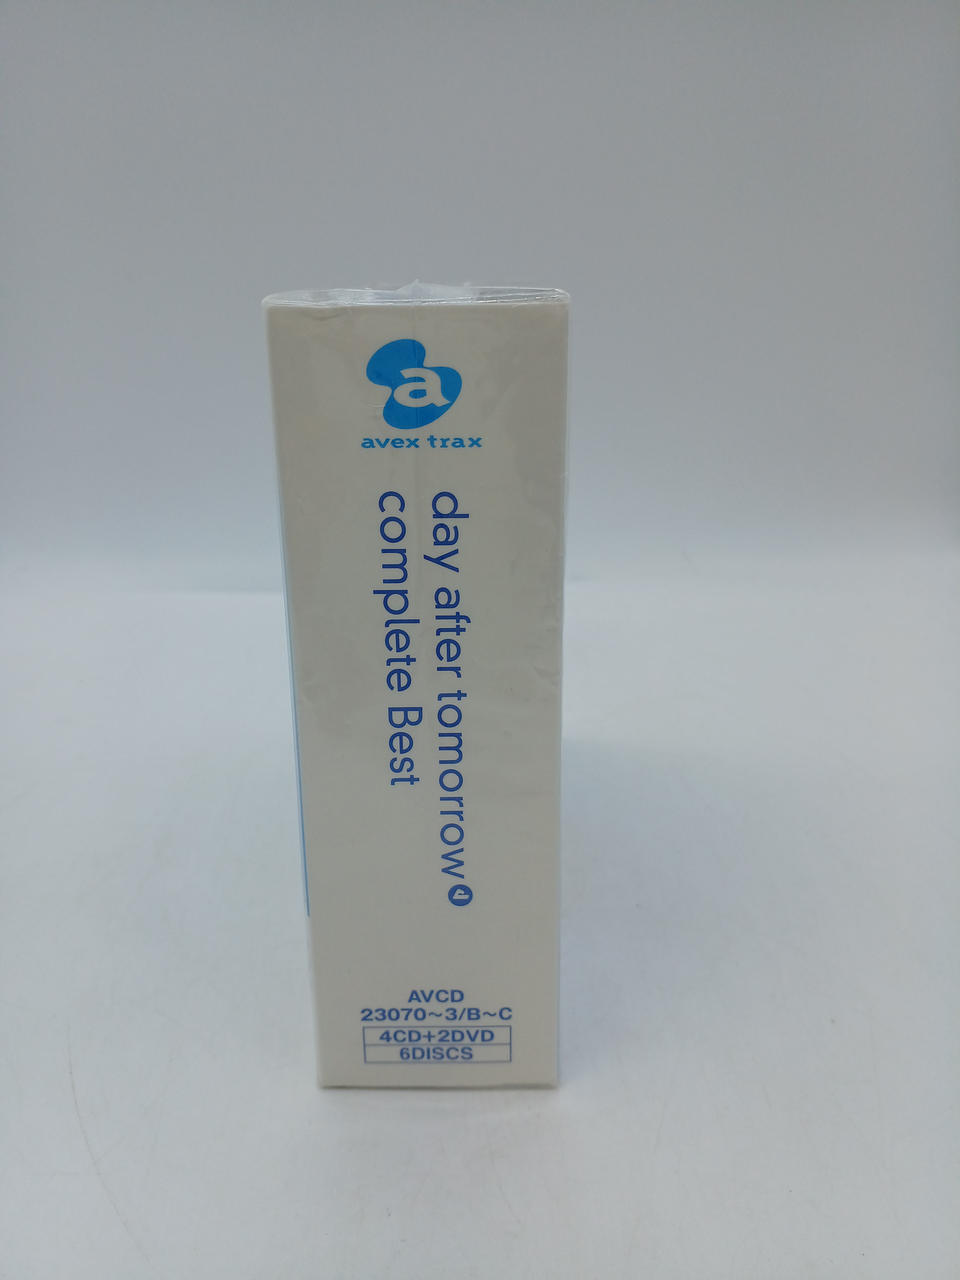 a
avex trax
day after tomorrow
complete Best
AVCD
23070~3/B~C
4CD+2DVD
6DISCS